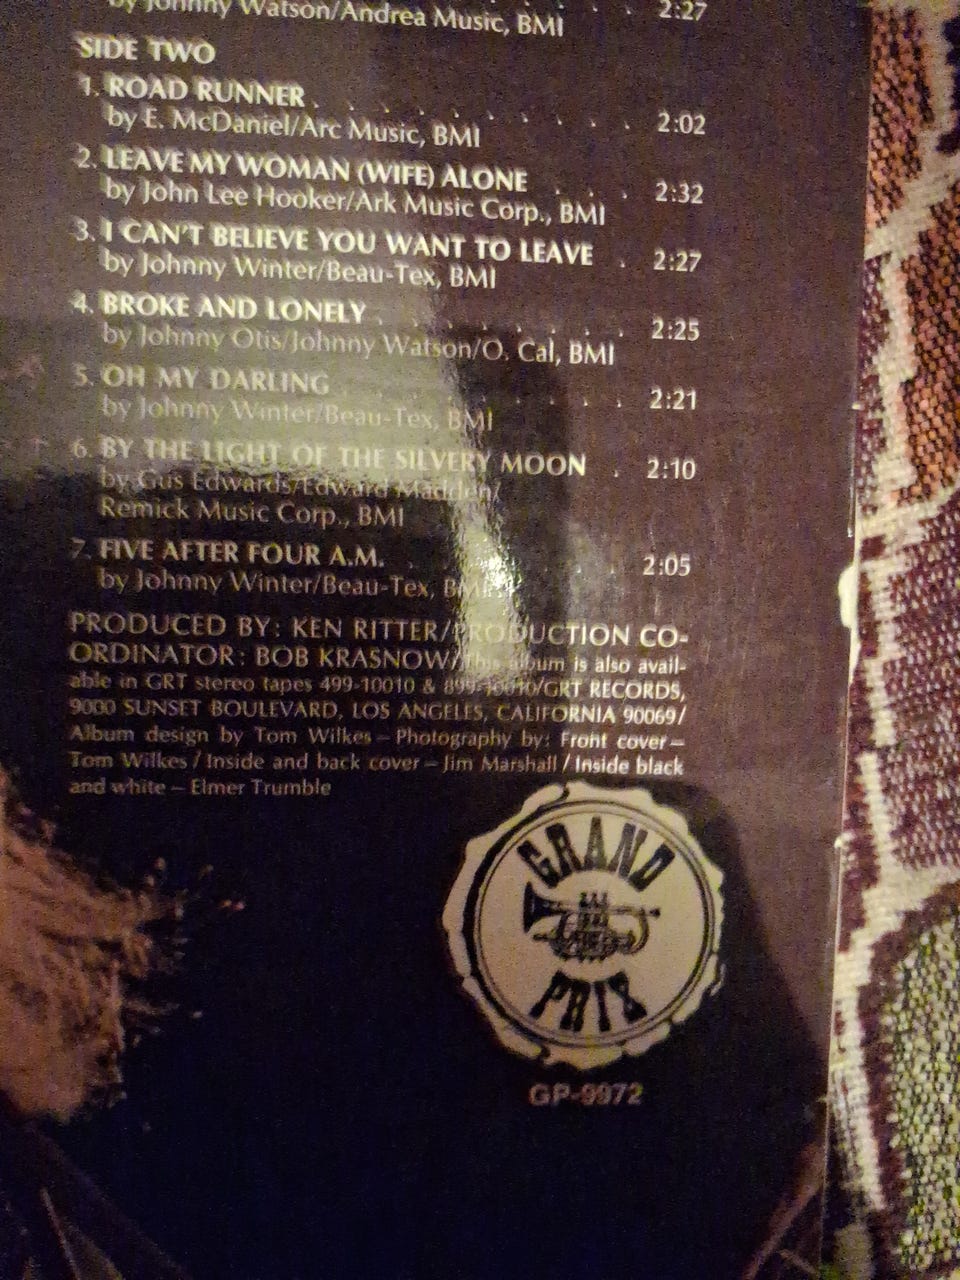 by Johnny Watson/Andrea Music, BMI . . . 2:27
SIDE TWO
1. ROAD RUNNER . . . . . . . . . . 2:02
by E. McDaniel/Arc Music, BMI
2. LEAVE MY WOMAN (WIFE) ALONE . . . 2:32
by John Lee Hooker/Ark Music Corp., BMI
3. I CAN'T BELIEVE YOU WANT TO LEAVE . 2:27
by Johnny Winter/Beau-Tex, BMI
4. BROKE AND LONELY . . . . . . . . 2:25
by Johnny Otis/Johnny Watson/O. Cal, BMI
5. OH MY DARLING . . . . . . . . . 2:21
by Johnny Winter/Beau-Tex, BMI
6. BY THE LIGHT OF THE SILVERY MOON . 2:10
by Gus Edwards/Edward Madden/
Remick Music Corp., BMI
7. FIVE AFTER FOUR A.M. . . . . . . . 2:05
by Johnny Winter/Beau-Tex, BMI
PRODUCED BY: KEN RITTER/PRODUCTION CO-
ORDINATOR: BOB KRASNOW/This album is also avail-
able in GRT stereo tapes 499-10010 & 899-10010/GRT RECORDS,
9000 SUNSET BOULEVARD, LOS ANGELES, CALIFORNIA 90069/
Album design by Tom Wilkes – Photography by: Front cover –
Tom Wilkes / Inside and back cover – Jim Marshall / Inside black
and white – Elmer Trumble
GRAND
PRIX
GP-9972